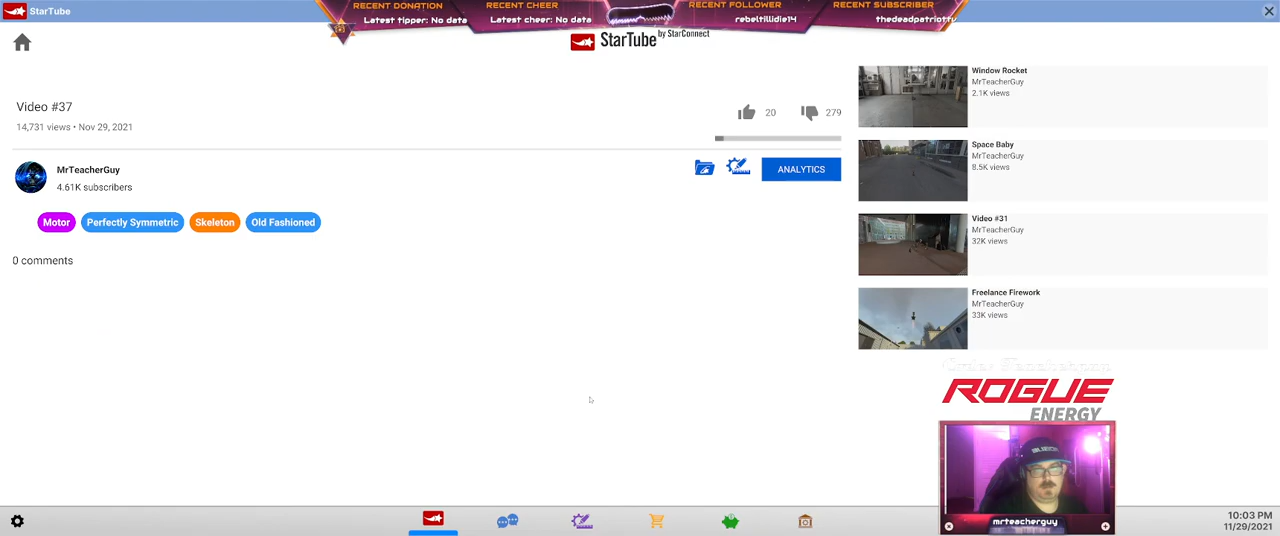 StarTube
RECENT DONATION
Latest tipper: No data
RECENT CHEER
Latest cheer: No data
RECENT FOLLOWER
rebeltillidie14
RECENT SUBSCRIBER
thedeadpatriottv
StarTube by StarConnect
Video #37
14,731 views • Nov 29, 2021
20
279
MrTeacherGuy
4.61K subscribers
ANALYTICS
Motor
Perfectly Symmetric
Skeleton
Old Fashioned
0 comments
Window Rocket
MrTeacherGuy
2.1K views
Space Baby
MrTeacherGuy
8.5K views
Video #31
MrTeacherGuy
32K views
Freelance Firework
MrTeacherGuy
33K views
ROGUE
ENERGY
mrteacherguy
10:03 PM
11/29/2021